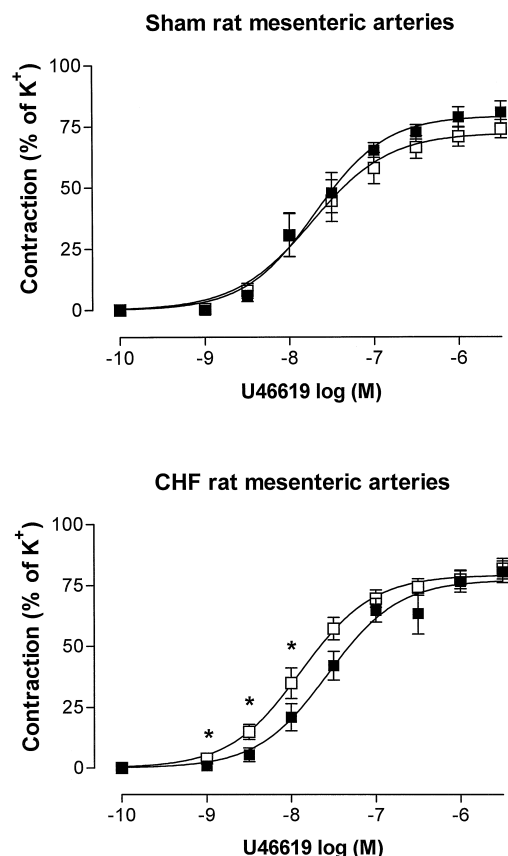 Sham rat mesenteric arteries
Contraction (% of K+)
100
75
50
25
0
-10 -9 -8 -7 -6
U46619 log (M)
CHF rat mesenteric arteries
Contraction (% of K+)
100
75
50
25
0
* * *
-10 -9 -8 -7 -6
U46619 log (M)